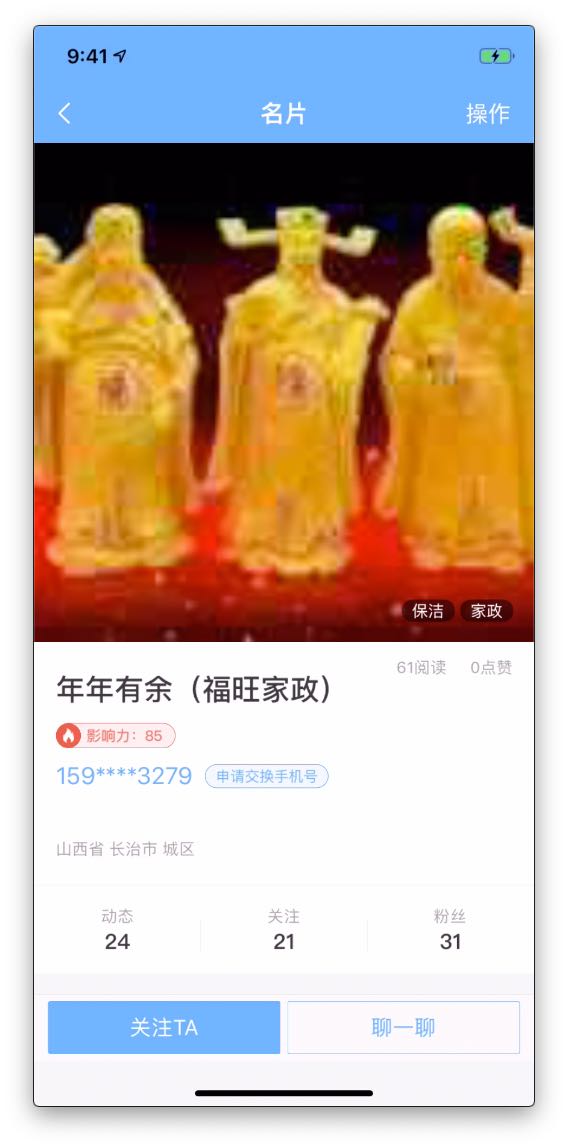 9:41
名片
操作
保洁 家政
61阅读 0点赞
年年有余（福旺家政）
影响力：85
159****3279 申请交换手机号
山西省 长治市 城区
动态 关注 粉丝
24 21 31
关注TA 聊一聊